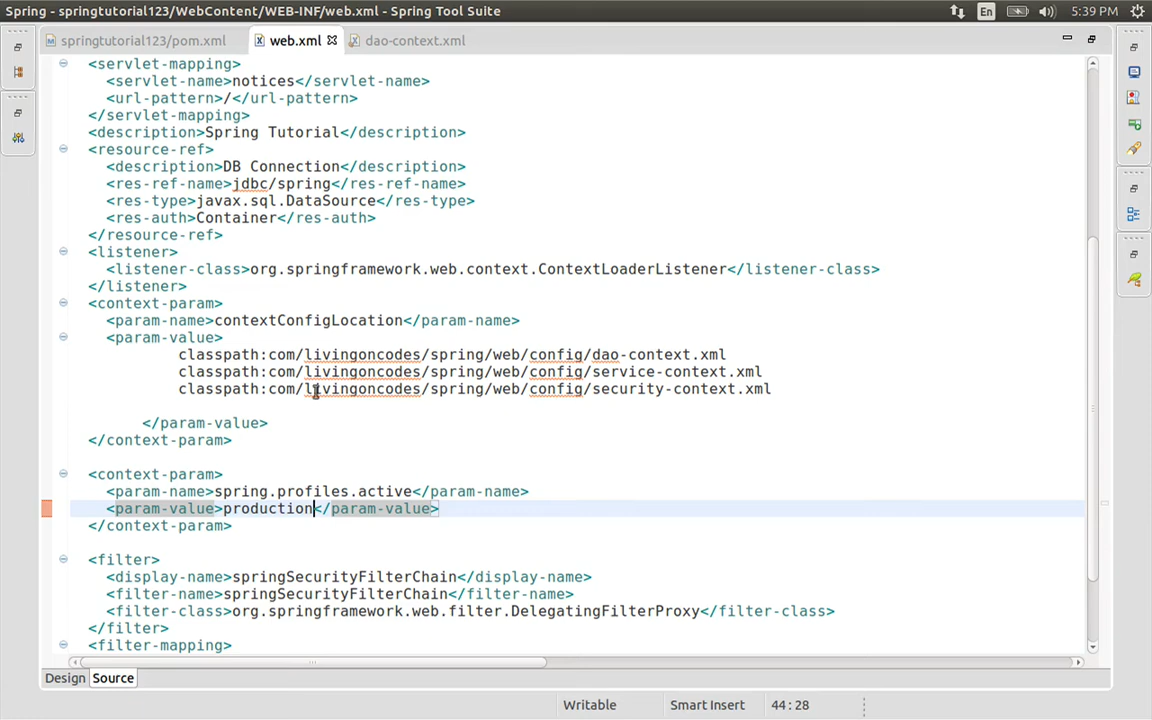 Spring - springtutorial123/WebContent/WEB-INF/web.xml - Spring Tool Suite
En
5:39 PM
springtutorial123/pom.xml
web.xml
dao-context.xml
<servlet-mapping>
<servlet-name>notices</servlet-name>
<url-pattern>/</url-pattern>
</servlet-mapping>
<description>Spring Tutorial</description>
<resource-ref>
<description>DB Connection</description>
<res-ref-name>jdbc/spring</res-ref-name>
<res-type>javax.sql.DataSource</res-type>
<res-auth>Container</res-auth>
</resource-ref>
<listener>
<listener-class>org.springframework.web.context.ContextLoaderListener</listener-class>
</listener>
<context-param>
<param-name>contextConfigLocation</param-name>
<param-value>
classpath:com/livingoncodes/spring/web/config/dao-context.xml
classpath:com/livingoncodes/spring/web/config/service-context.xml
classpath:com/livingoncodes/spring/web/config/security-context.xml
</param-value>
</context-param>
<context-param>
<param-name>spring.profiles.active</param-name>
<param-value>production</param-value>
</context-param>
<filter>
<display-name>springSecurityFilterChain</display-name>
<filter-name>springSecurityFilterChain</filter-name>
<filter-class>org.springframework.web.filter.DelegatingFilterProxy</filter-class>
</filter>
<filter-mapping>
Design
Source
Writable
Smart Insert
44 : 28